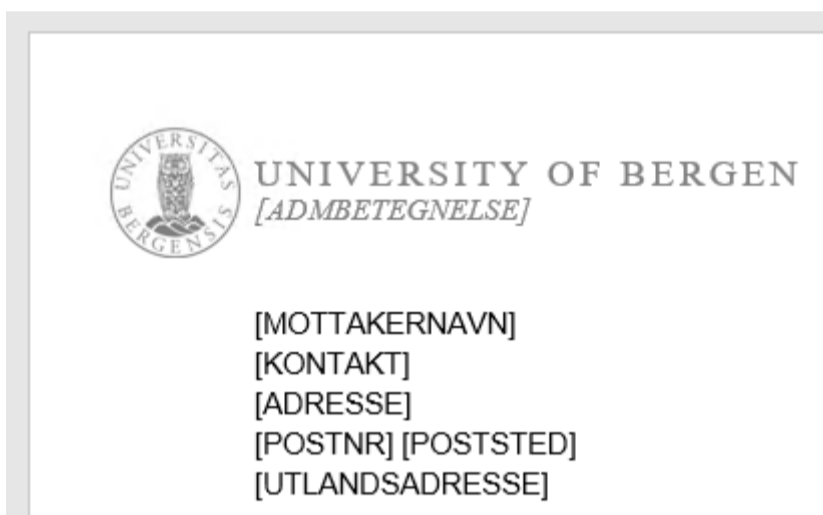 UNIVERSITAS BERGENSIS
UNIVERSITY OF BERGEN
[ADMBETEGNELSE]
[MOTTAKERNAVN]
[KONTAKT]
[ADRESSE]
[POSTNR] [POSTSTED]
[UTLANDSADRESSE]